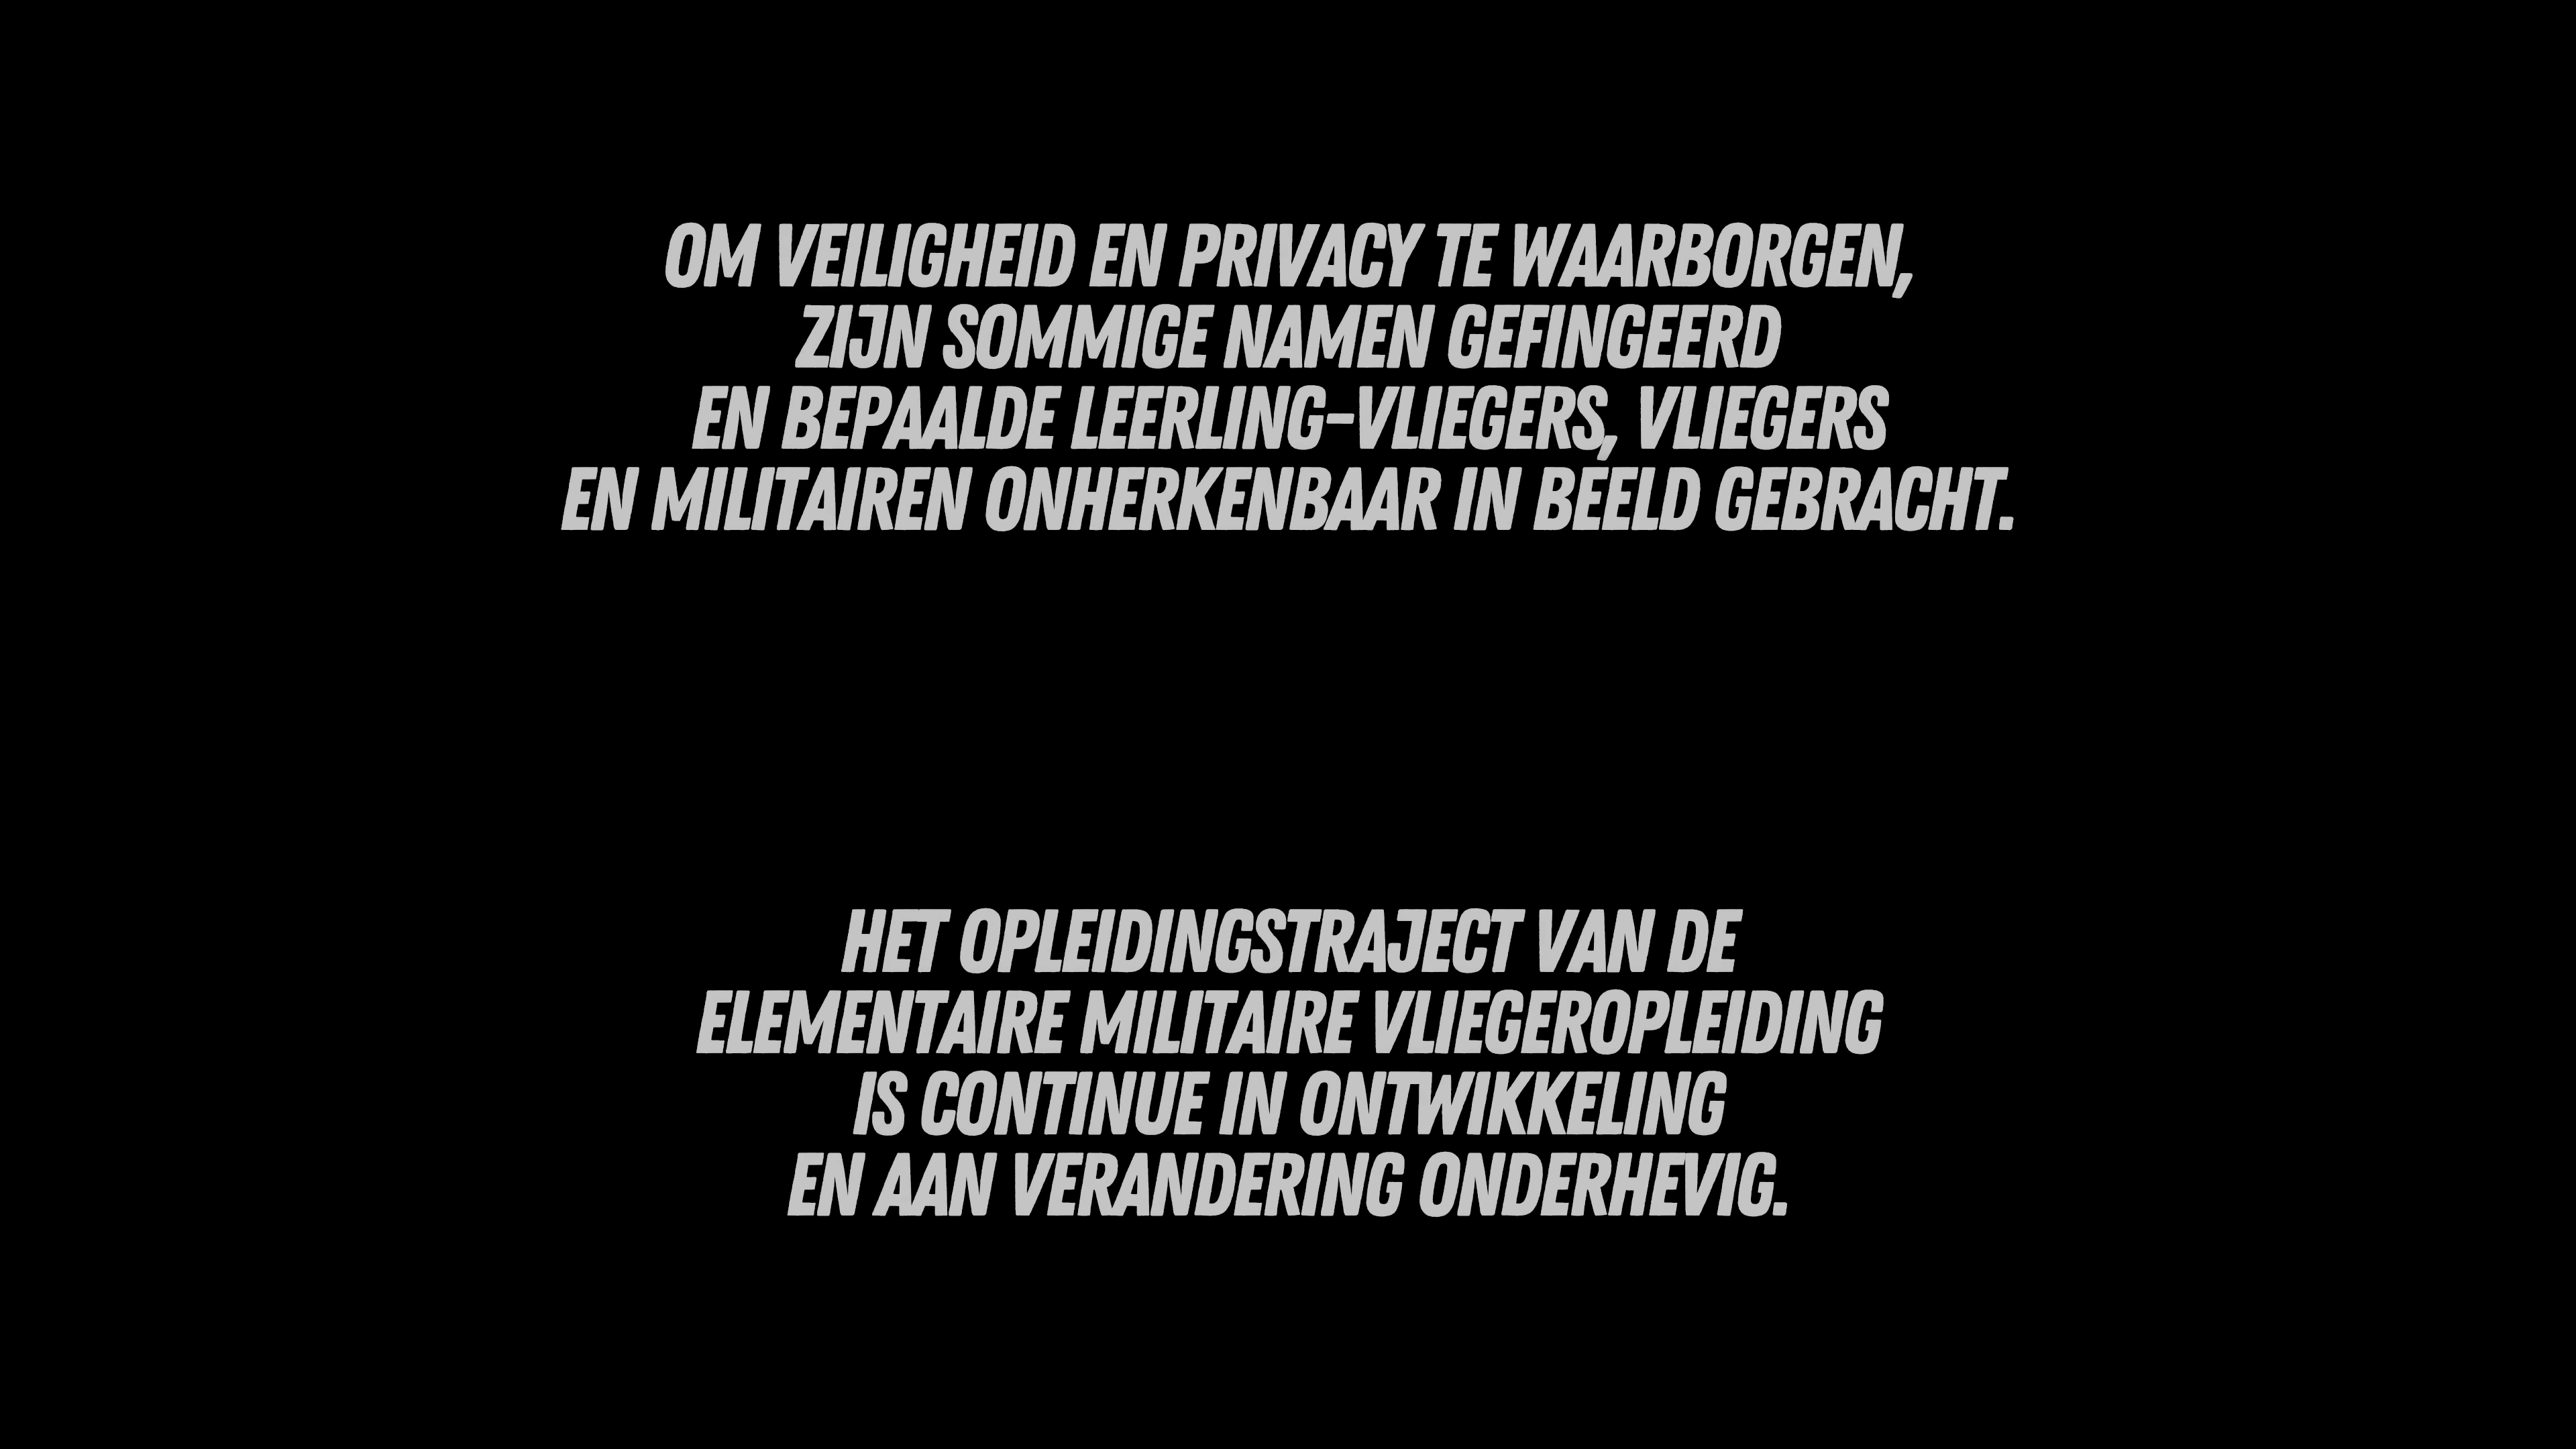 OM VEILIGHEID EN PRIVACY TE WAARBORGEN,
ZIJN SOMMIGE NAMEN GEFINGEERD
EN BEPAALDE LEERLING-VLIEGERS, VLIEGERS
EN MILITAIREN ONHERKENBAAR IN BEELD GEBRACHT.
HET OPLEIDINGSTRAJECT VAN DE
ELEMENTAIRE MILITAIRE VLIEGEROPLEIDING
IS CONTINUE IN ONTWIKKELING
EN AAN VERANDERING ONDERHEVIG.